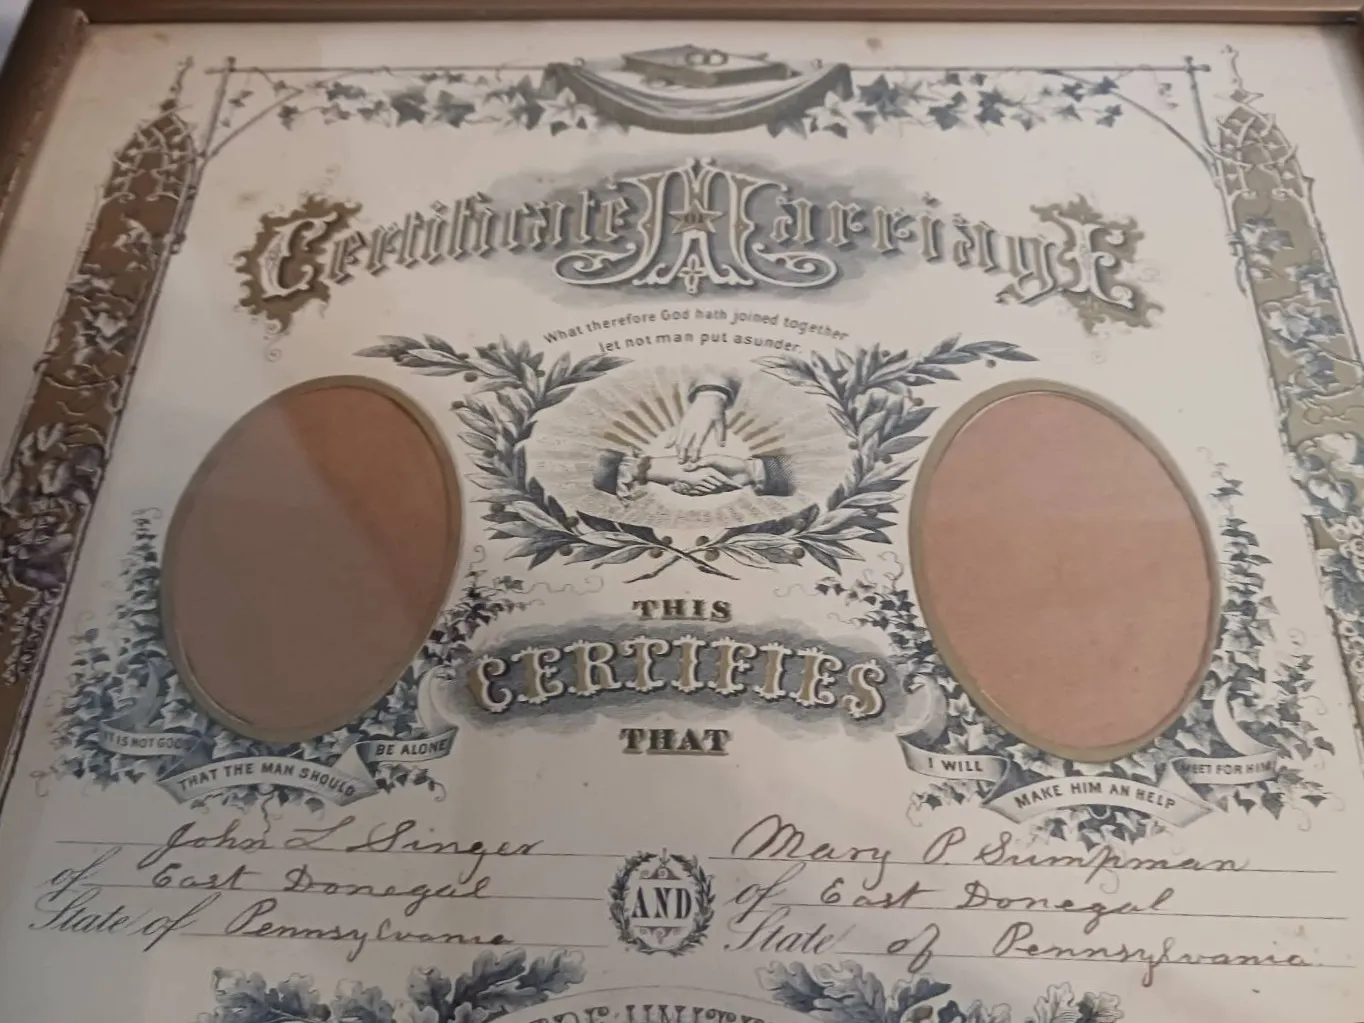 Certificate OF Marriage
What therefore God hath joined together
let not man put asunder.
THIS
CERTIFIES
THAT
IT IS NOT GOOD
THAT THE MAN SHOULD
BE ALONE
I WILL
MAKE HIM AN HELP
MEET FOR HIM
John L Singer
of East Donegal
State of Pennsylvania
AND
Mary P Sumpman
of East Donegal
State of Pennsylvania